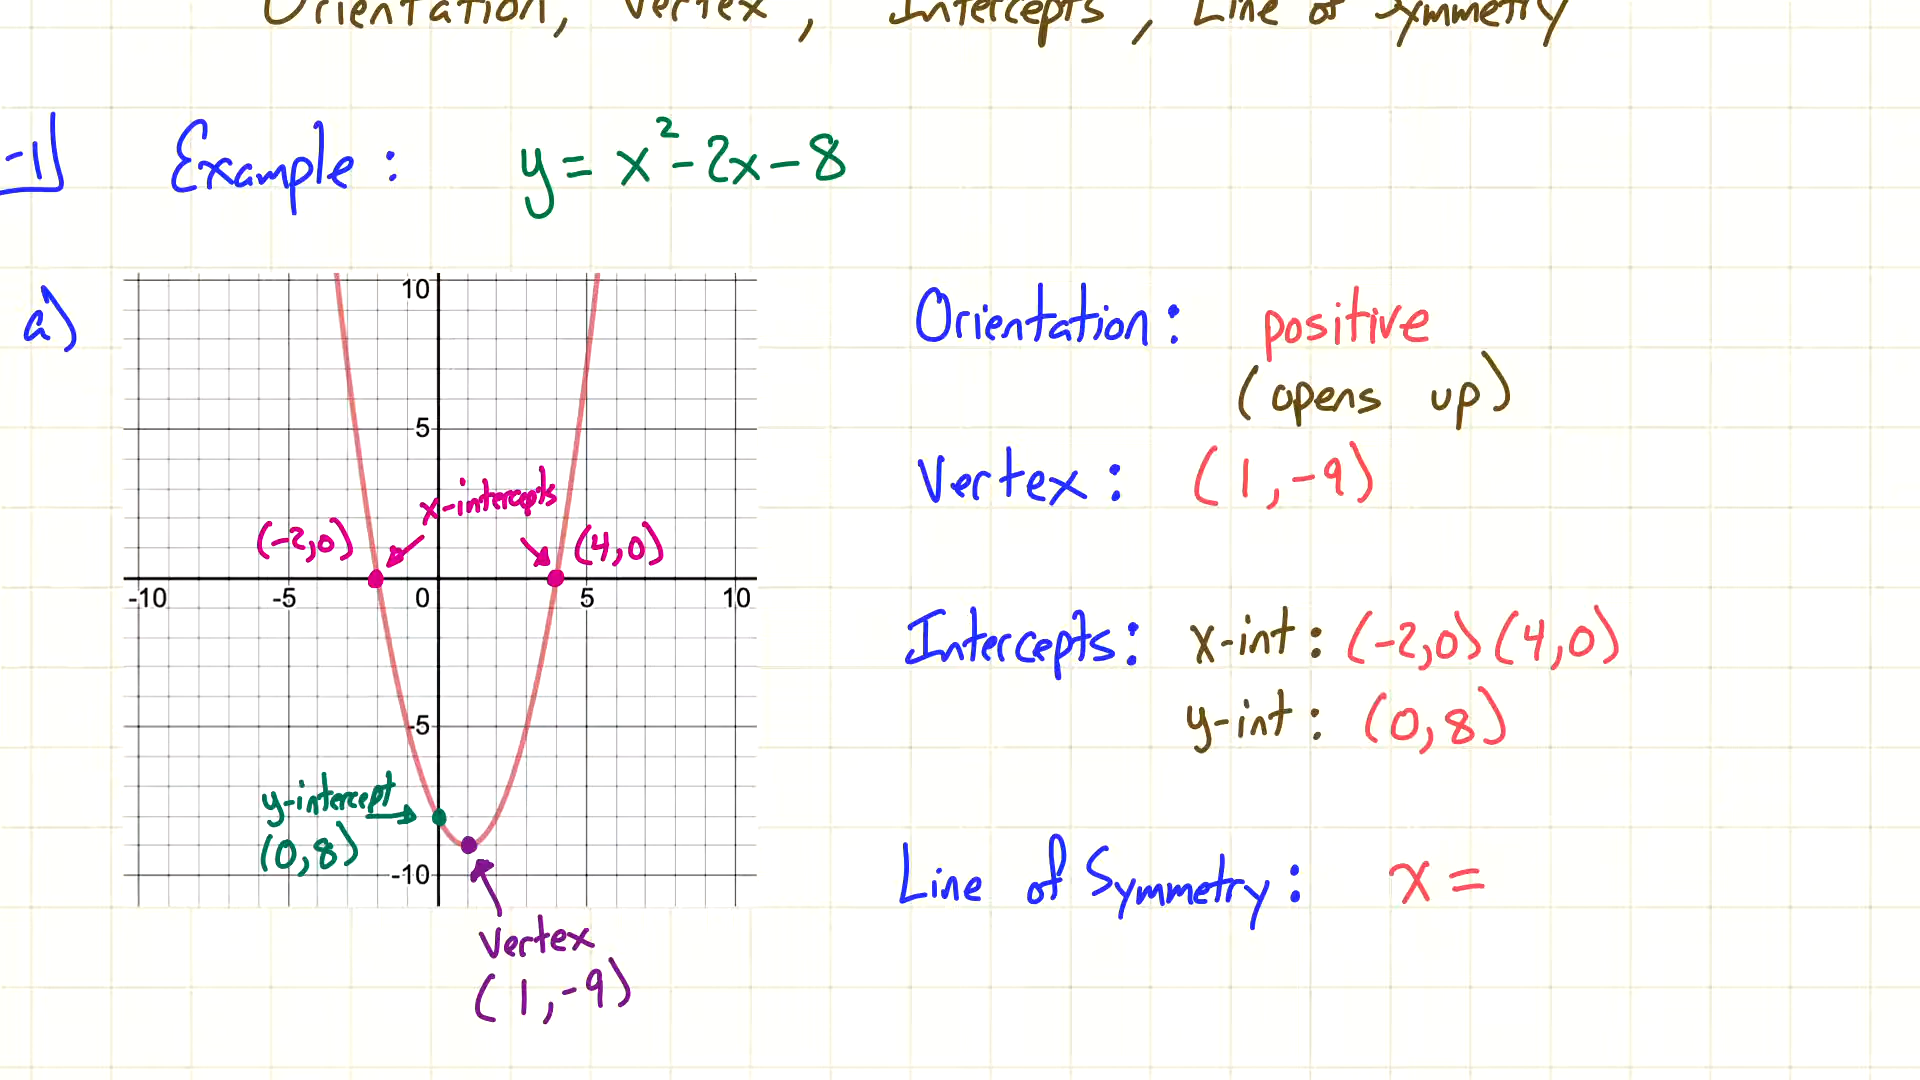 Orientation, Vertex, Intercepts, Line of Symmetry
-1] Example: y = x² - 2x - 8
a)
10
5
x-intercepts
(-2,0) (4,0)
-10 -5 0 5 10
-5
y-intercept
(0,8)
-10
Vertex
(1,-9)
Orientation: positive
(opens up)
Vertex: (1,-9)
Intercepts: x-int: (-2,0) (4,0)
y-int: (0,8)
Line of Symmetry: x =